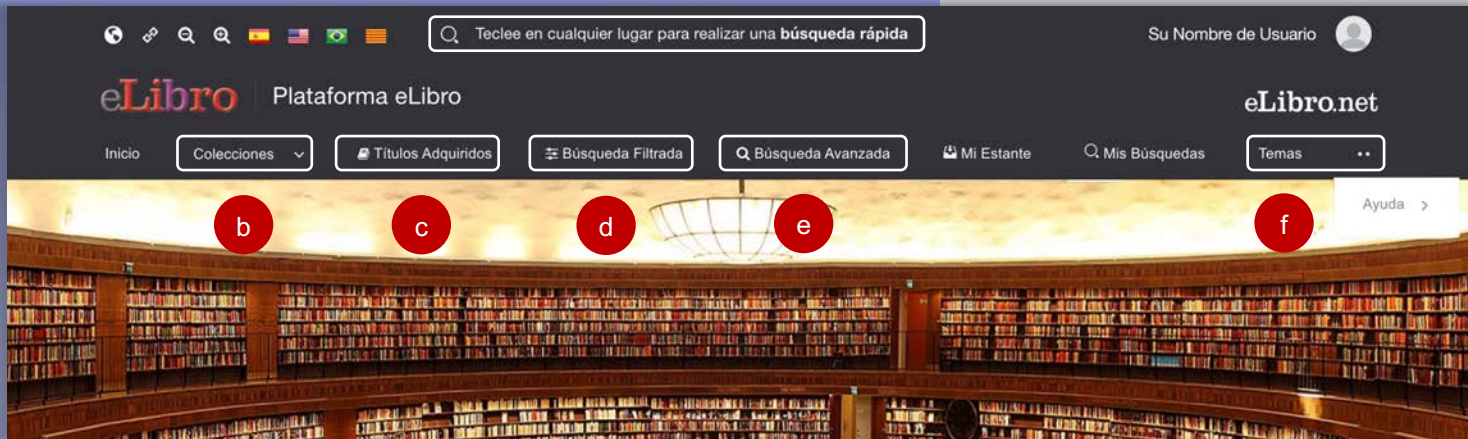 Teclee en cualquier lugar para realizar una búsqueda rápida
Su Nombre de Usuario
eLibro Plataforma eLibro
eLibro.net
Inicio Colecciones Títulos Adquiridos Búsqueda Filtrada Búsqueda Avanzada Mi Estante Mis Búsquedas Temas
Ayuda >
b c d e f